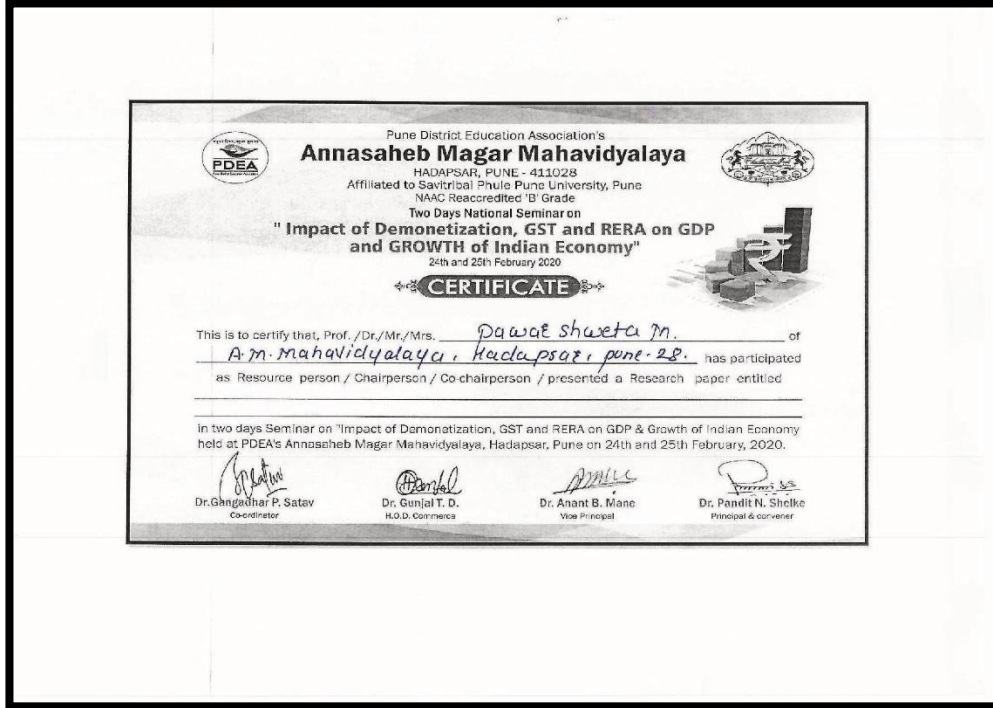 Pune District Education Association's
Annasaheb Magar Mahavidyalaya
PDEA
HADAPSAR, PUNE - 411028
Affiliated to Savitribai Phule Pune University, Pune
NAAC Reaccredited 'B' Grade
Two Days National Seminar on
" Impact of Demonetization, GST and RERA on GDP
and GROWTH of Indian Economy"
24th and 25th February 2020
CERTIFICATE
This is to certify that, Prof. /Dr./Mr./Mrs. Pawar Shweta M. of
A.M. Mahavidyalaya, Hadapsar, pune-28. has participated
as Resource person / Chairperson / Co-chairperson / presented a Research paper entitled
in two days Seminar on "Impact of Demonetization, GST and RERA on GDP & Growth of Indian Economy
held at PDEA's Annasaheb Magar Mahavidyalaya, Hadapsar, Pune on 24th and 25th February, 2020.
Dr.Gangadhar P. Satav Dr. Gunjal T. D. Dr. Anant B. Mane Dr. Pandit N. Shelke
Co-ordinator H.O.D. Commerce Vice Principal Principal & convener